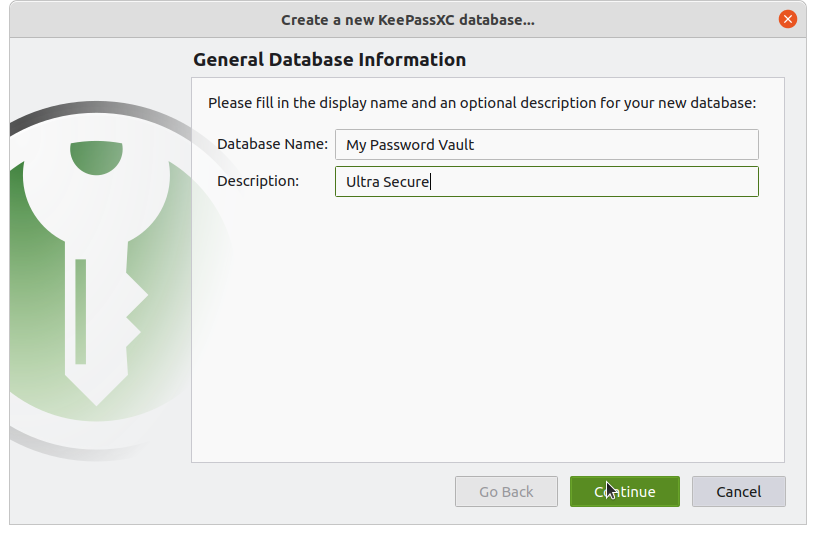 Create a new KeePassXC database...
General Database Information
Please fill in the display name and an optional description for your new database:
Database Name: My Password Vault
Description: Ultra Secure
Go Back Continue Cancel